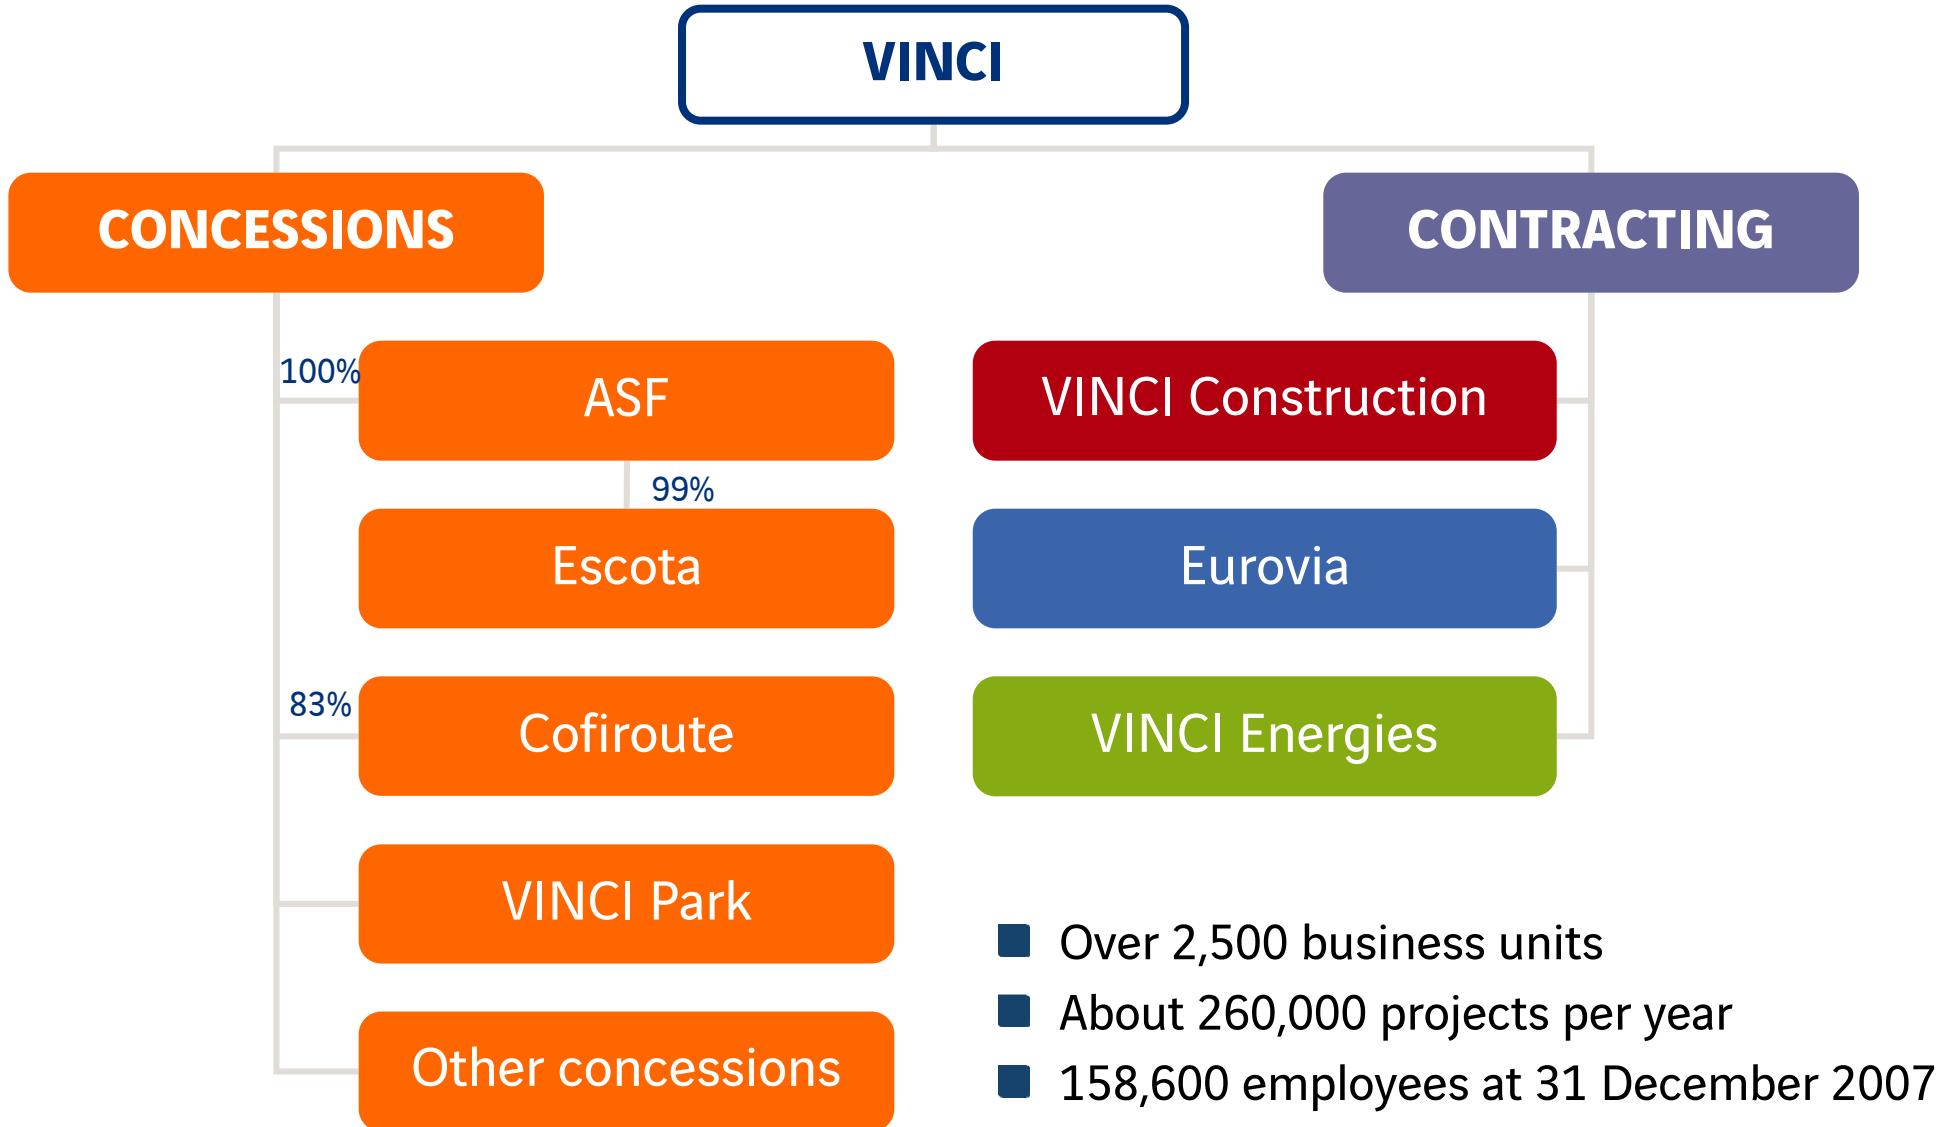 VINCI
CONCESSIONS
CONTRACTING
100%
ASF
VINCI Construction
99%
Escota
Eurovia
83%
Cofiroute
VINCI Energies
VINCI Park
Other concessions
Over 2,500 business units
About 260,000 projects per year
158,600 employees at 31 December 2007